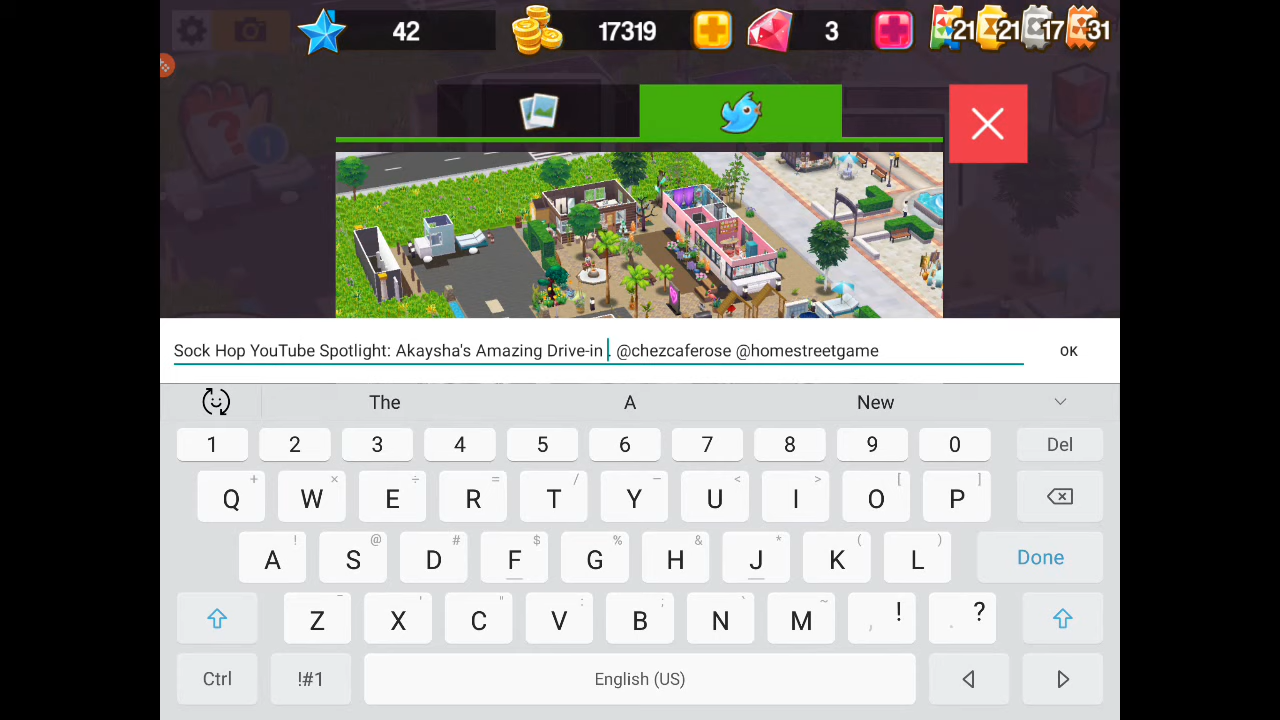 42 17319 3 21 21 17 31
1
Sock Hop YouTube Spotlight: Akaysha's Amazing Drive-in . @chezcaferose @homestreetgame OK
The A New
1 2 3 4 5 6 7 8 9 0 Del
+ × ÷ = / _ < > [ ]
Q W E R T Y U I O P
! @ # $ % & * ( )
A S D F G H J K L Done
- ' " : ; ` ~ ! ?
Z X C V B N M , .
Ctrl !#1 English (US)